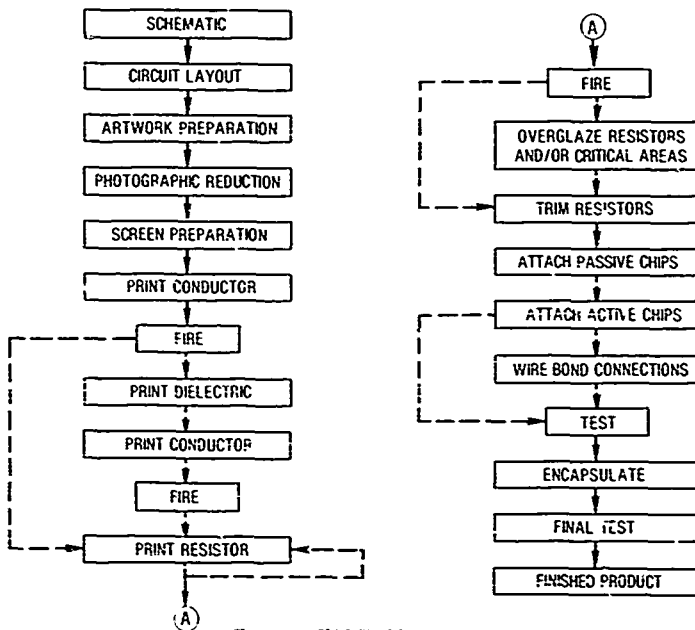 SCHEMATIC
CIRCUIT LAYOUT
ARTWORK PREPARATION
PHOTOGRAPHIC REDUCTION
SCREEN PREPARATION
PRINT CONDUCTOR
FIRE
PRINT DIELECTRIC
PRINT CONDUCTOR
FIRE
PRINT RESISTOR
A
A
FIRE
OVERGLAZE RESISTORS
AND/OR CRITICAL AREAS
TRIM RESISTORS
ATTACH PASSIVE CHIPS
ATTACH ACTIVE CHIPS
WIRE BOND CONNECTIONS
TEST
ENCAPSULATE
FINAL TEST
FINISHED PRODUCT